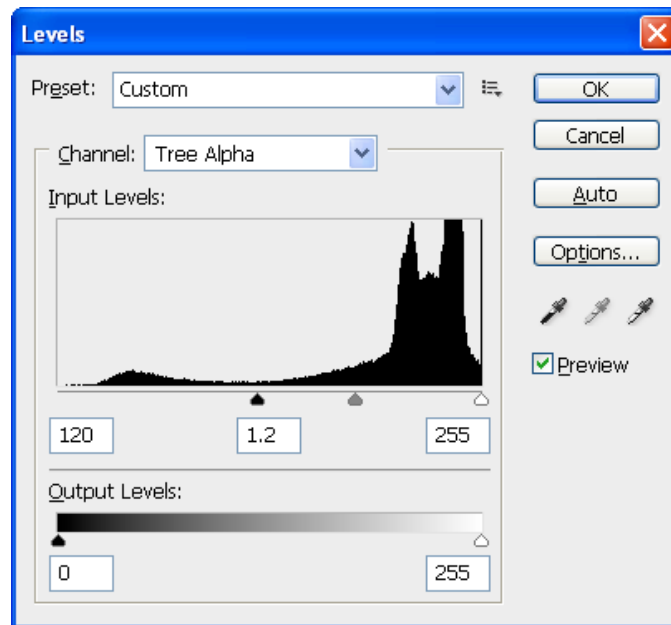 Levels
Preset: Custom
OK
Cancel
Channel: Tree Alpha
Auto
Input Levels:
Options...
Preview
120 1.2 255
Output Levels:
0 255